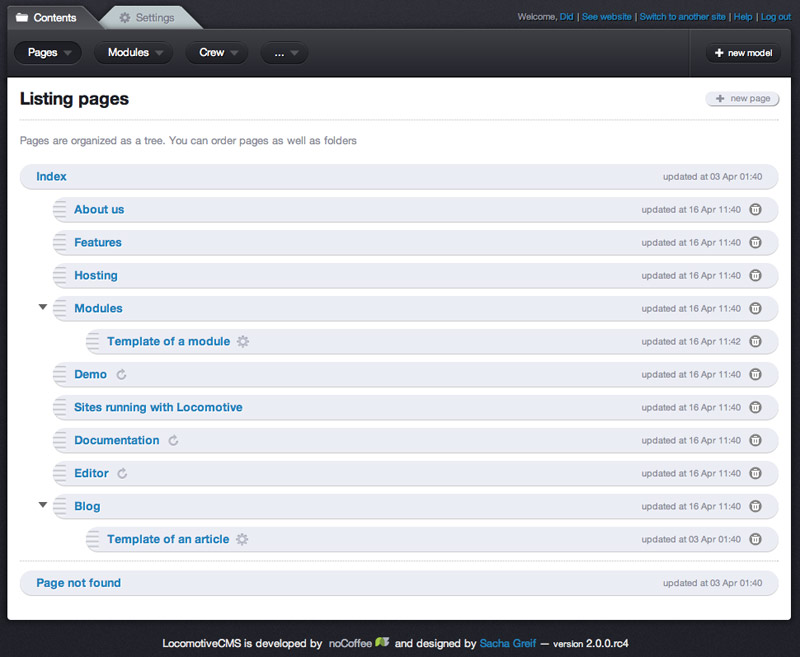 Contents Settings Welcome, Did | See website | Switch to another site | Help | Log out
Pages Modules Crew ... + new model
Listing pages + new page
Pages are organized as a tree. You can order pages as well as folders
Index updated at 03 Apr 01:40
About us updated at 16 Apr 11:40
Features updated at 16 Apr 11:40
Hosting updated at 16 Apr 11:40
Modules updated at 16 Apr 11:40
Template of a module updated at 16 Apr 11:42
Demo updated at 16 Apr 11:40
Sites running with Locomotive updated at 16 Apr 11:40
Documentation updated at 16 Apr 11:40
Editor updated at 16 Apr 11:40
Blog updated at 16 Apr 11:40
Template of an article updated at 03 Apr 01:40
Page not found updated at 03 Apr 01:40
LocomotiveCMS is developed by noCoffee and designed by Sacha Greif — version 2.0.0.rc4